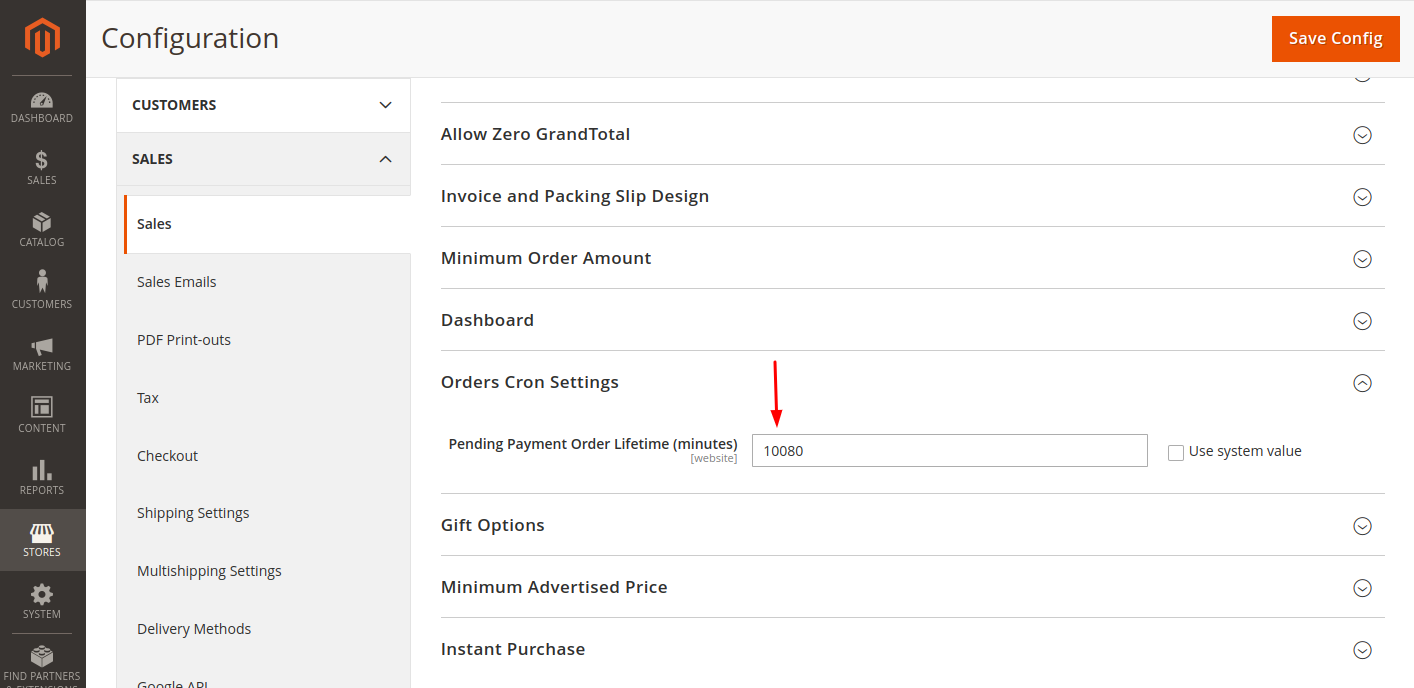 Configuration
Save Config
DASHBOARD
SALES
CATALOG
CUSTOMERS
MARKETING
CONTENT
REPORTS
STORES
SYSTEM
FIND PARTNERS
& EXTENSIONS
CUSTOMERS
SALES
Sales
Sales Emails
PDF Print-outs
Tax
Checkout
Shipping Settings
Multishipping Settings
Delivery Methods
Google API
Allow Zero GrandTotal
Invoice and Packing Slip Design
Minimum Order Amount
Dashboard
Orders Cron Settings
Pending Payment Order Lifetime (minutes)
[website]
10080
Use system value
Gift Options
Minimum Advertised Price
Instant Purchase